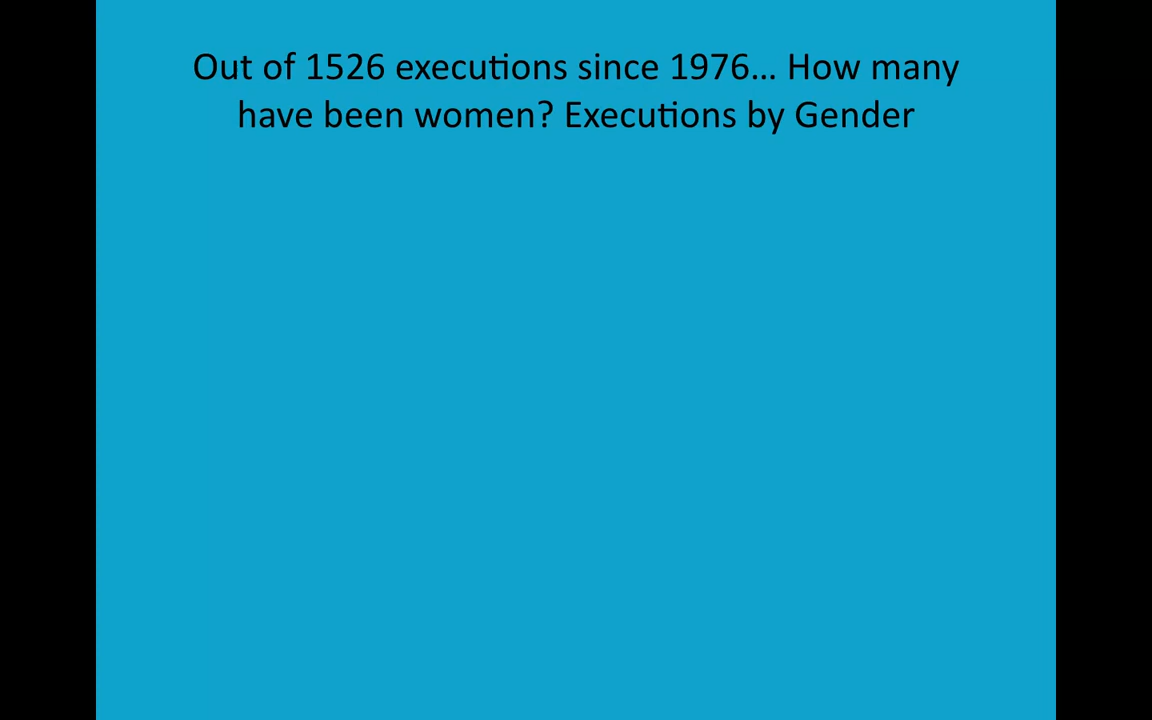 Out of 1526 executions since 1976… How many
have been women? Executions by Gender